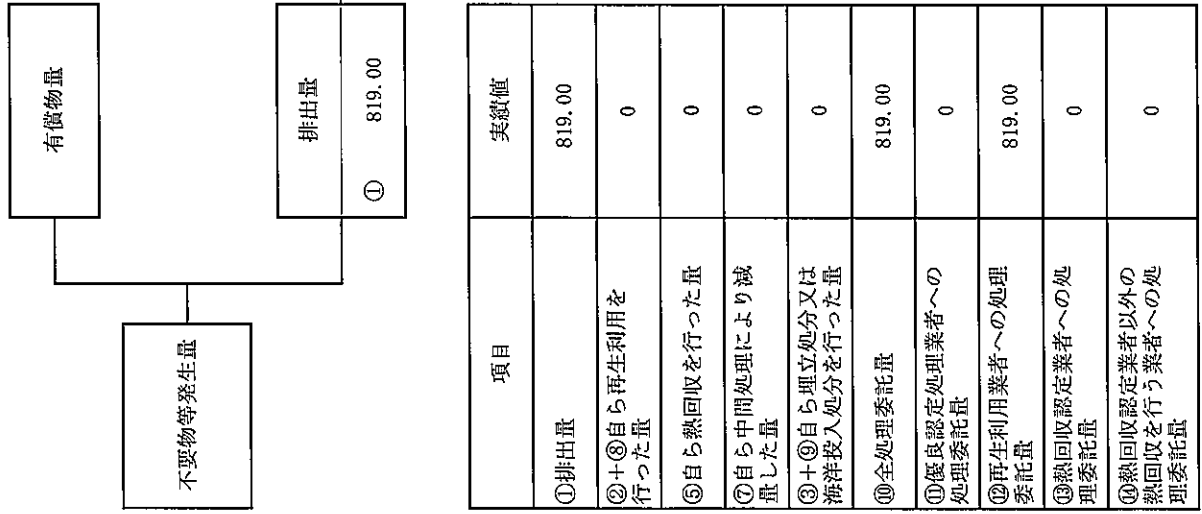 不要物等発生量
有償物量
排出量
① 819.00
項目 実績値
①排出量 819.00
②+⑧自ら再生利用を
行った量 0
⑤自ら熱回収を行った量 0
⑦自ら中間処理により減
量した量 0
③+⑨自ら埋立処分又は
海洋投入処分を行った量 0
⑩全処理委託量 819.00
⑪優良認定処理業者への
処理委託量 0
⑫再生利用業者への処理
委託量 819.00
⑬熱回収認定業者への処
理委託量 0
⑭熱回収認定業者以外の
熱回収を行う業者への処
理委託量 0